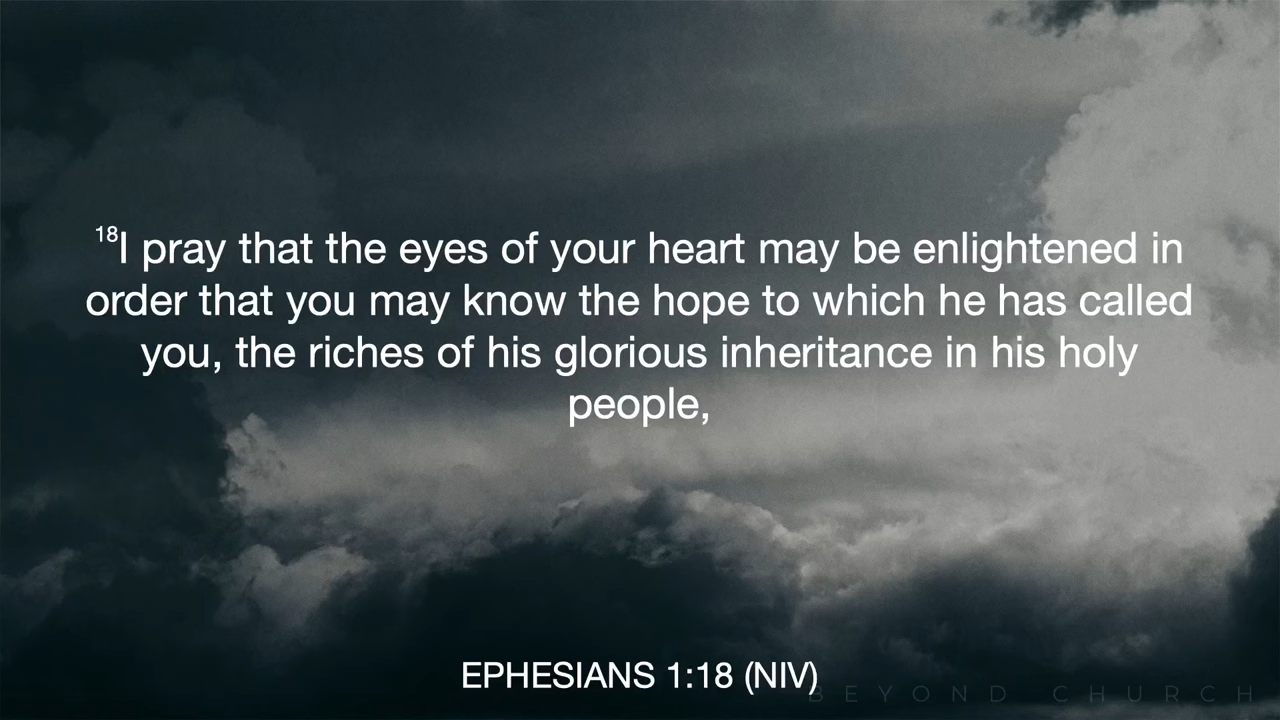 18I pray that the eyes of your heart may be enlightened in
order that you may know the hope to which he has called
you, the riches of his glorious inheritance in his holy
people,
EPHESIANS 1:18 (NIV)
BEYOND CHURCH